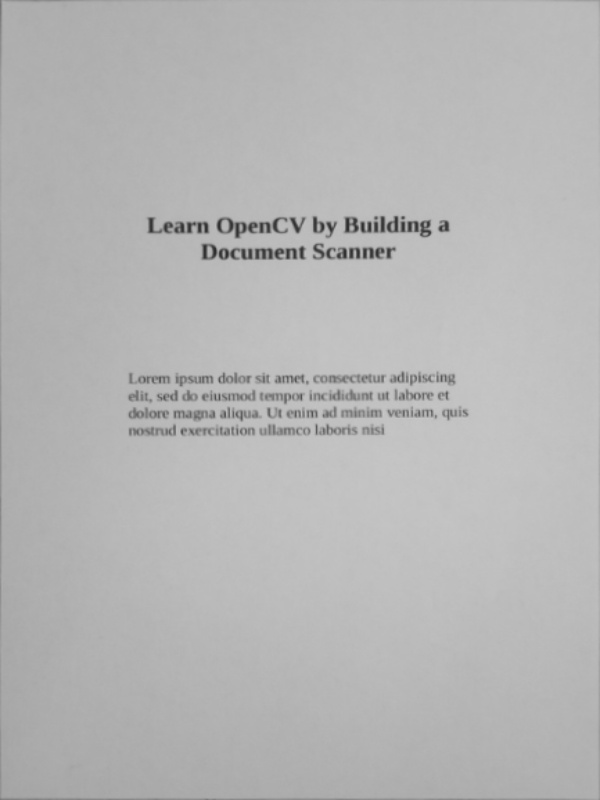 Learn OpenCV by Building a
Document Scanner
Lorem ipsum dolor sit amet, consectetur adipiscing
elit, sed do eiusmod tempor incididunt ut labore et
dolore magna aliqua. Ut enim ad minim veniam, quis
nostrud exercitation ullamco laboris nisi